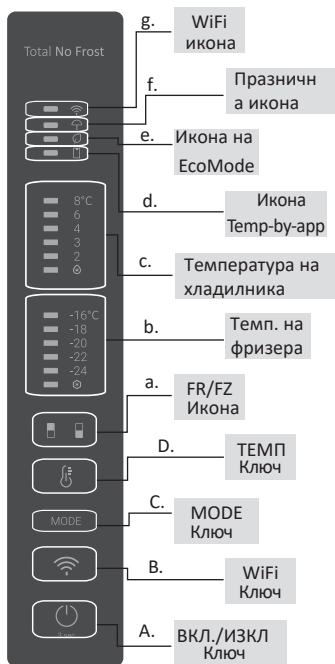 Total No Frost
g. WiFi
икона
f. Празничн
а икона
e. Икона на
EcoMode
d. Икона
Temp-by-app
8°C
6
4
3
2
c. Температура на
хладилника
-16°C
-18
-20
-22
-24
b. Темп. на
фризера
a. FR/FZ
Икона
D. ТЕМП
Ключ
MODE
C. MODE
Ключ
B. WiFi
Ключ
3 sec
A. ВКЛ./ИЗКЛ
Ключ